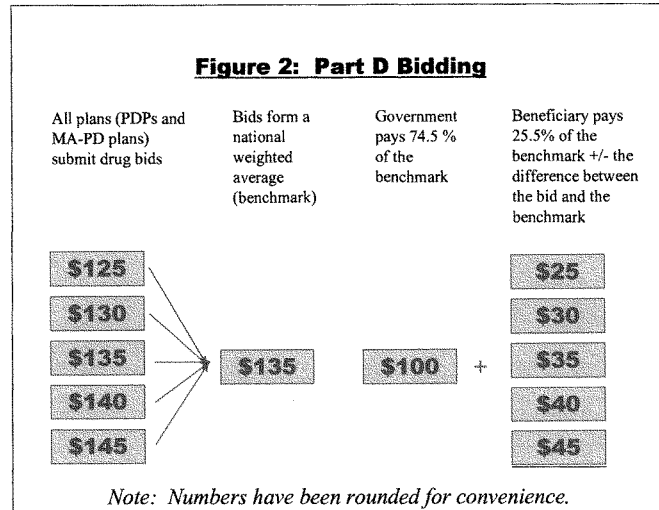 Figure 2: Part D Bidding
All plans (PDPs and
MA-PD plans)
submit drug bids
Bids form a
national
weighted
average
(benchmark)
Government
pays 74.5 %
of the
benchmark
Beneficiary pays
25.5% of the
benchmark +/- the
difference between
the bid and the
benchmark
$125
$130
$135
$140
$145
$135
$100
+
$25
$30
$35
$40
$45
Note: Numbers have been rounded for convenience.